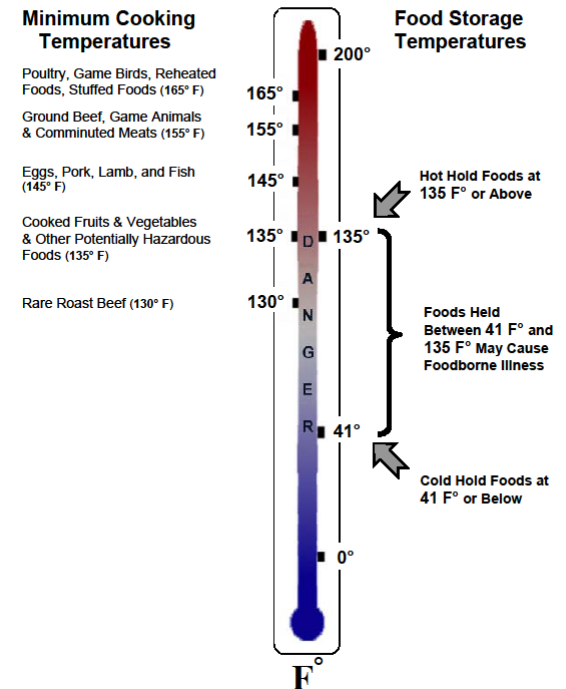 Minimum Cooking
Temperatures
Poultry, Game Birds, Reheated
Foods, Stuffed Foods (165° F)
Ground Beef, Game Animals
& Comminuted Meats (155° F)
Eggs, Pork, Lamb, and Fish
(145° F)
Cooked Fruits & Vegetables
& Other Potentially Hazardous
Foods (135° F)
Rare Roast Beef (130° F)
165°
155°
145°
135°
130°
D
A
N
G
E
R
200°
135°
41°
0°
F°
Food Storage
Temperatures
Hot Hold Foods at
135 F° or Above
Foods Held
Between 41 F° and
135 F° May Cause
Foodborne Illness
Cold Hold Foods at
41 F° or Below